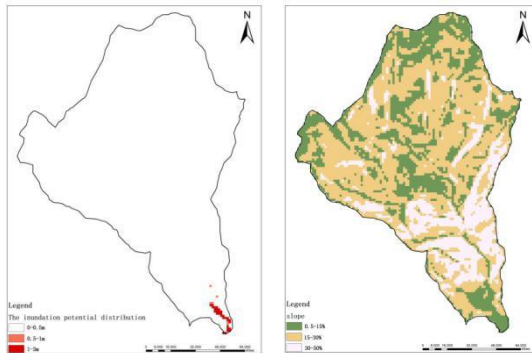 N
Legend
The inundation potential distribution
0-0.5m
0.5-1m
1-3m
N
Legend
slope
0.5-15%
15-30%
30-50%